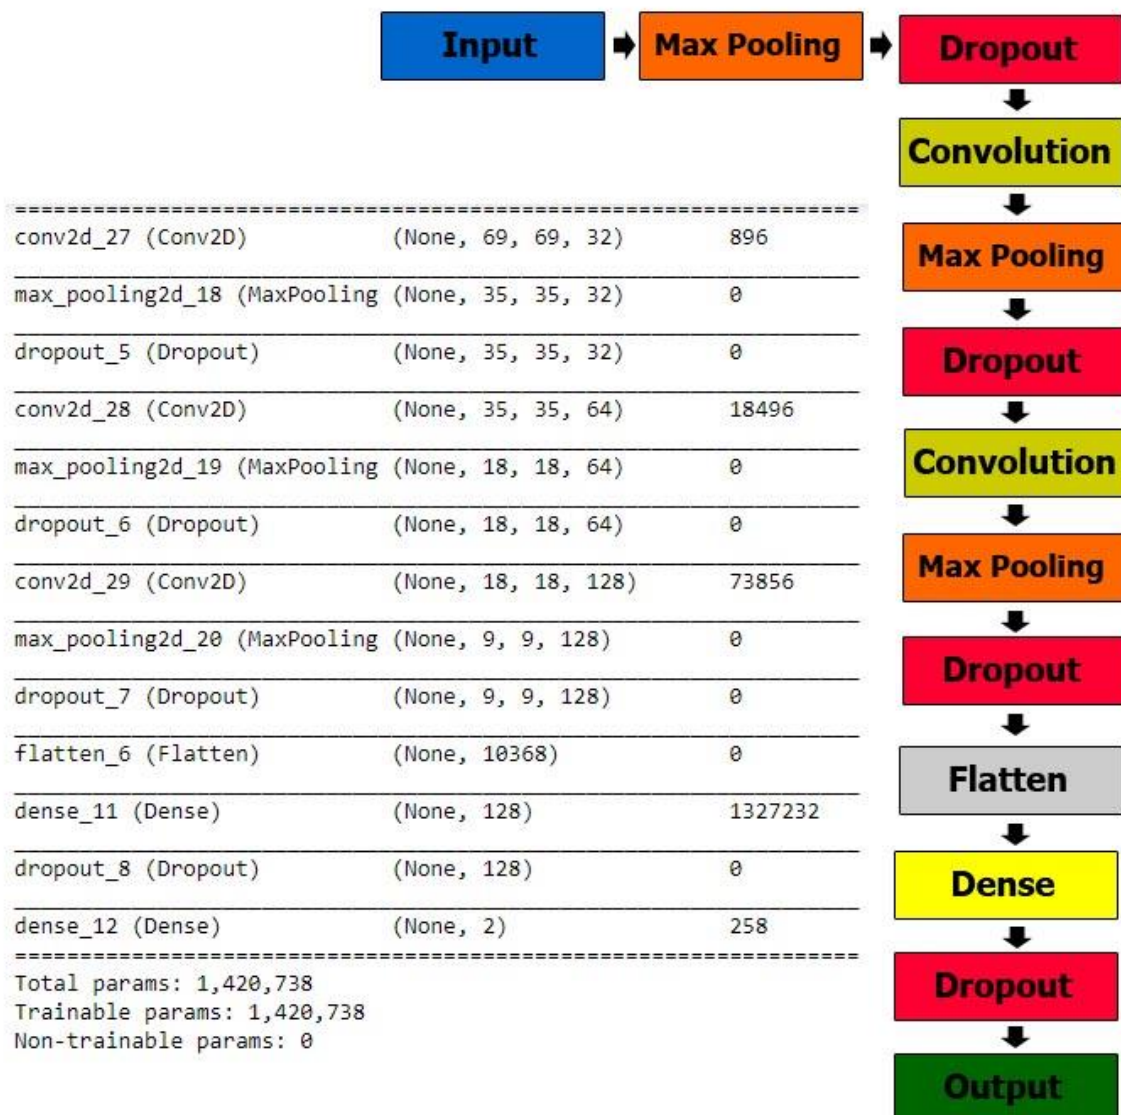 Input
Max Pooling
Dropout
Convolution
Max Pooling
Dropout
Convolution
Max Pooling
Dropout
Flatten
Dense
Dropout
Output
=================================================================
conv2d_27 (Conv2D) (None, 69, 69, 32) 896
max_pooling2d_18 (MaxPooling (None, 35, 35, 32) 0
dropout_5 (Dropout) (None, 35, 35, 32) 0
conv2d_28 (Conv2D) (None, 35, 35, 64) 18496
max_pooling2d_19 (MaxPooling (None, 18, 18, 64) 0
dropout_6 (Dropout) (None, 18, 18, 64) 0
conv2d_29 (Conv2D) (None, 18, 18, 128) 73856
max_pooling2d_20 (MaxPooling (None, 9, 9, 128) 0
dropout_7 (Dropout) (None, 9, 9, 128) 0
flatten_6 (Flatten) (None, 10368) 0
dense_11 (Dense) (None, 128) 1327232
dropout_8 (Dropout) (None, 128) 0
dense_12 (Dense) (None, 2) 258
=================================================================
Total params: 1,420,738
Trainable params: 1,420,738
Non-trainable params: 0